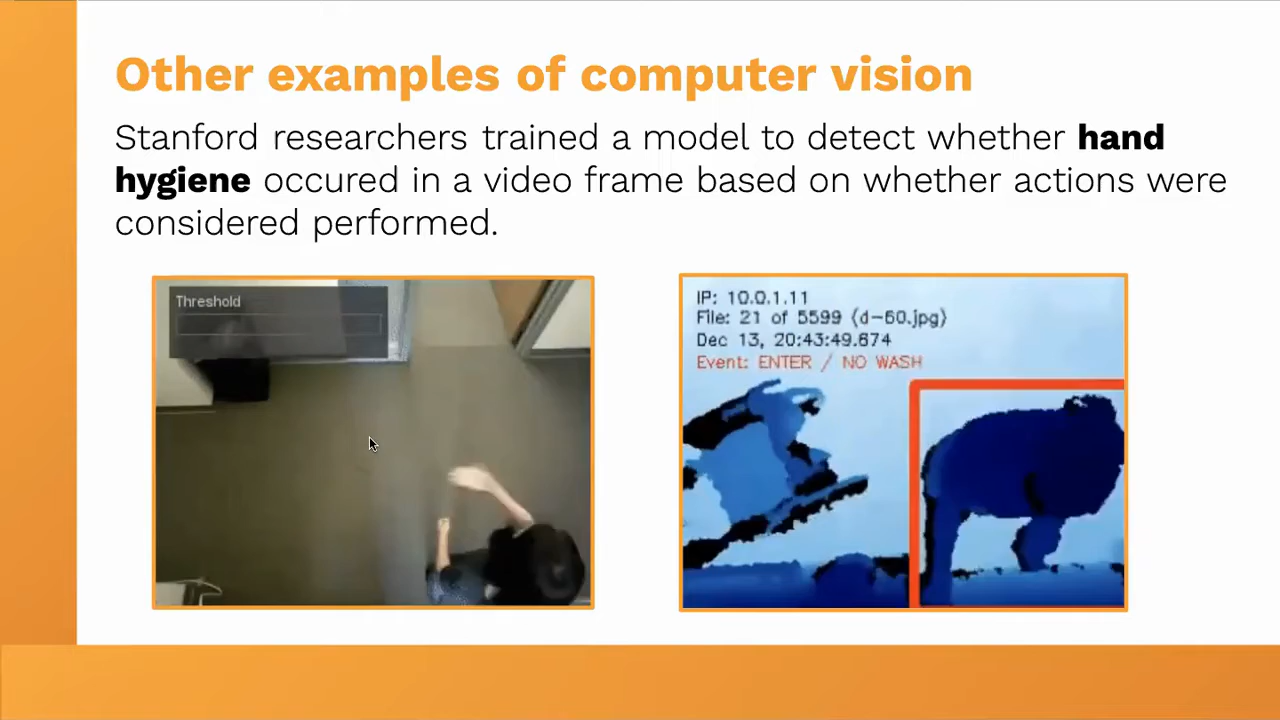 Other examples of computer vision
Stanford researchers trained a model to detect whether hand
hygiene occured in a video frame based on whether actions were
considered performed.
Threshold
IP: 10.0.1.11
File: 21 of 5599 (d-60.jpg)
Dec 13, 20:43:49.674
Event: ENTER / NO WASH